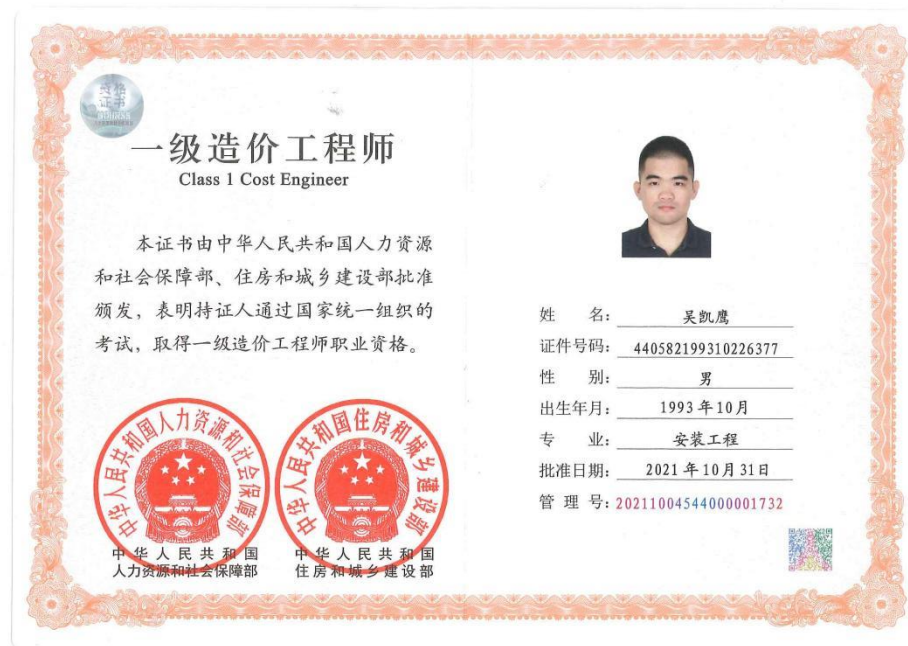 资格
证书
一级造价工程师
Class 1 Cost Engineer
本证书由中华人民共和国人力资源
和社会保障部、住房和城乡建设部批准
颁发，表明持证人通过国家统一组织的
考试，取得一级造价工程师职业资格。
中华人民共和国人力资源和社会保障部
中华人民共和国住房和城乡建设部
中华人民共和国
人力资源和社会保障部
中华人民共和国
住房和城乡建设部
姓 名：吴凯鹰
证件号码：440582199310226377
性 别：男
出生年月：1993年10月
专 业：安装工程
批准日期：2021年10月31日
管 理 号：20211004544000001732